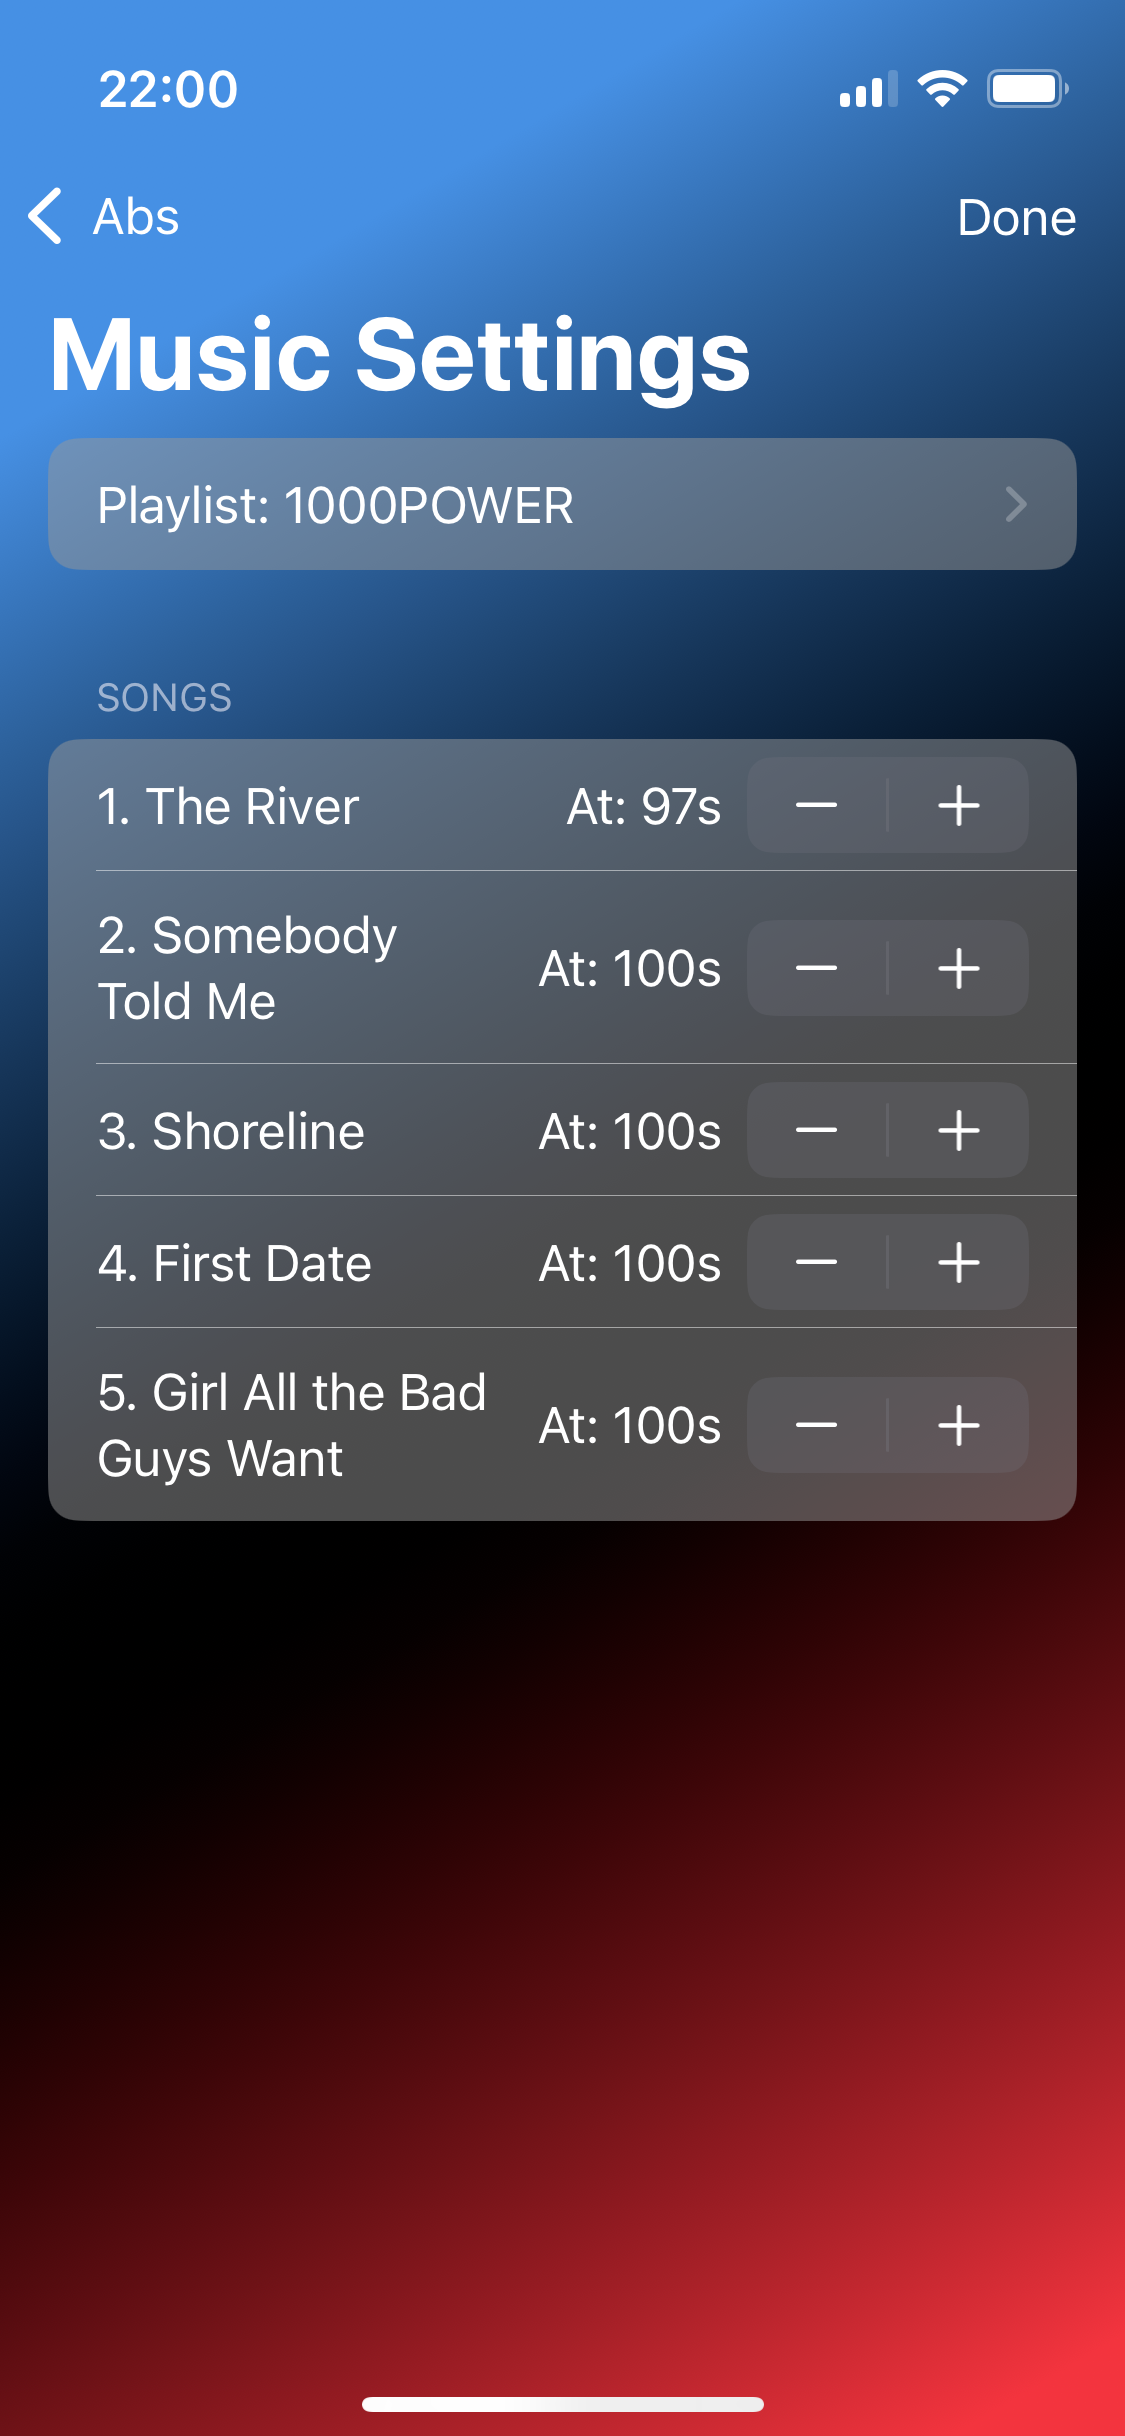 22:00
Abs
Done
Music Settings
Playlist: 1000POWER
SONGS
1. The River
At: 97s
2. Somebody
Told Me
At: 100s
3. Shoreline
At: 100s
4. First Date
At: 100s
5. Girl All the Bad
Guys Want
At: 100s